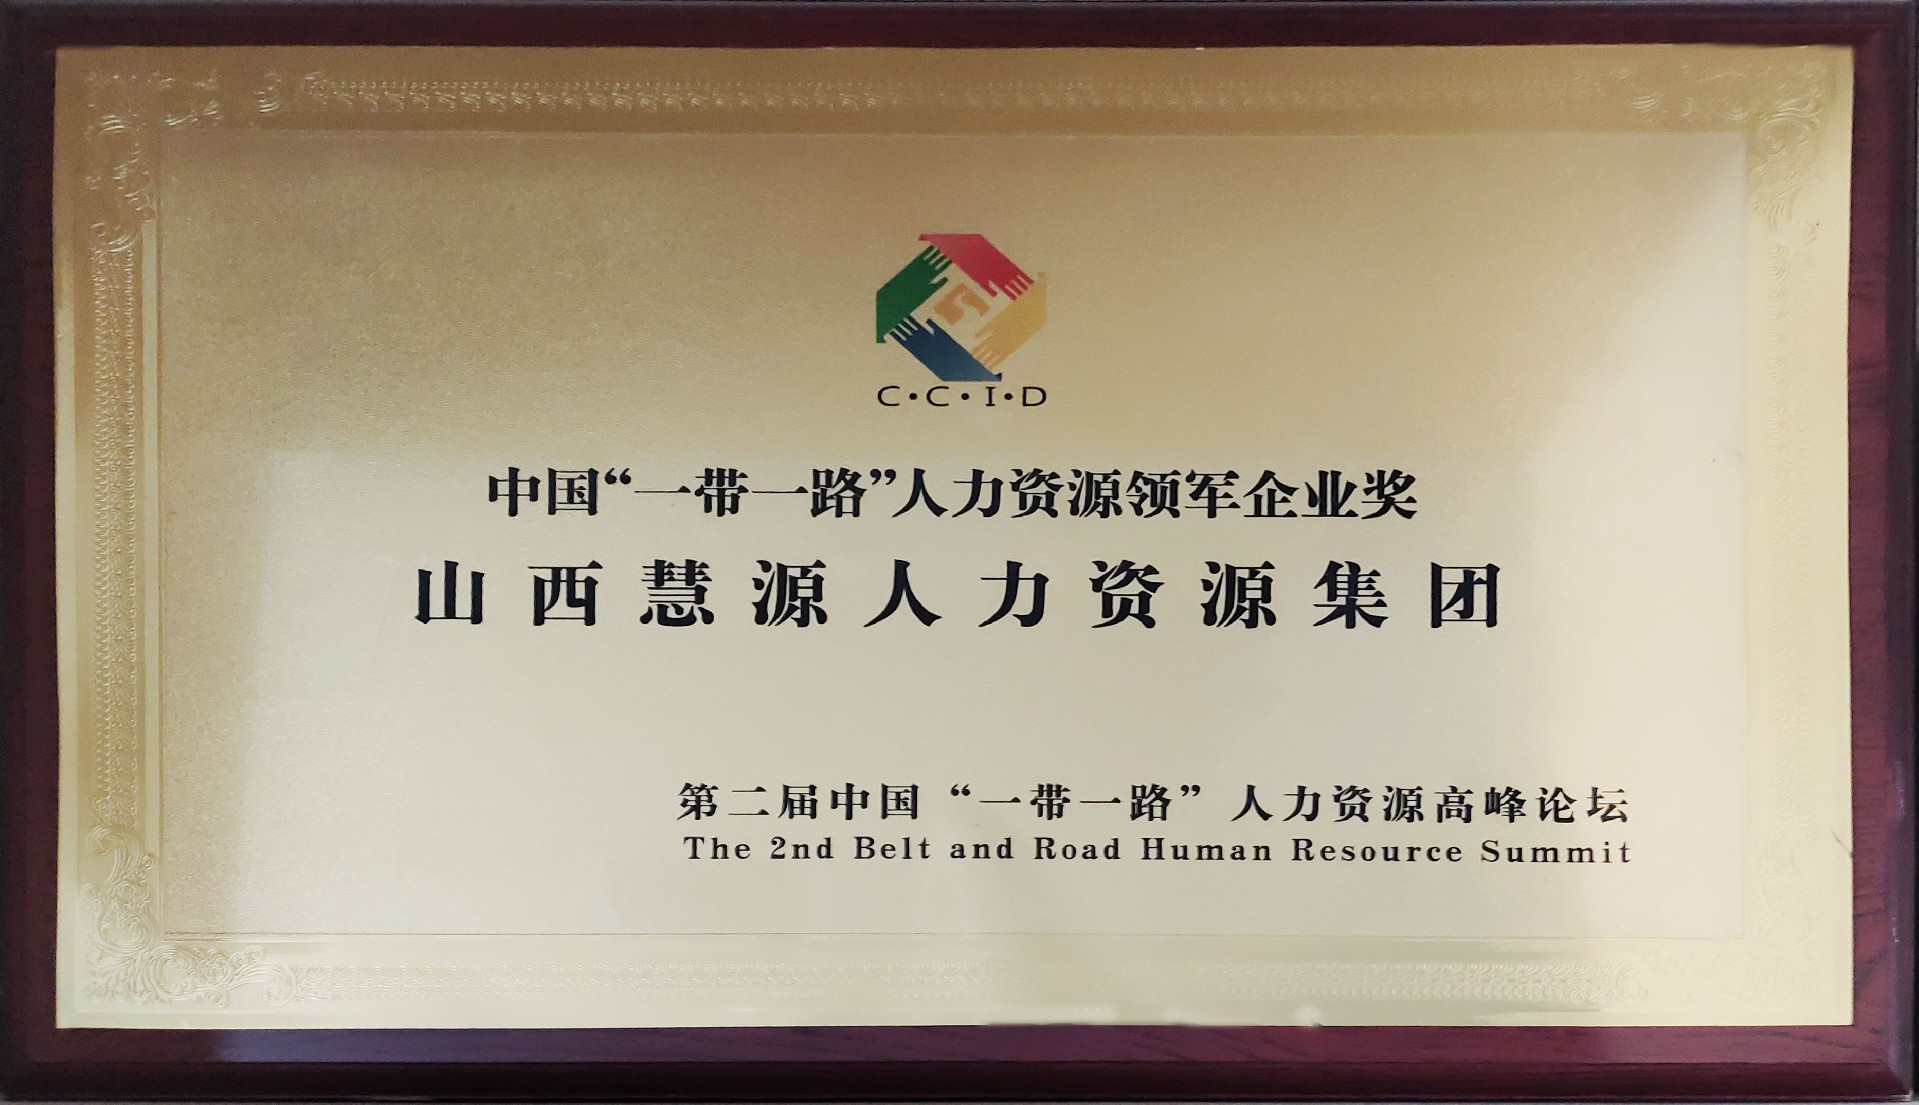 C·C·I·D
中国“一带一路”人力资源领军企业奖
山西慧源人力资源集团
第二届中国“一带一路”人力资源高峰论坛
The 2nd Belt and Road Human Resource Summit